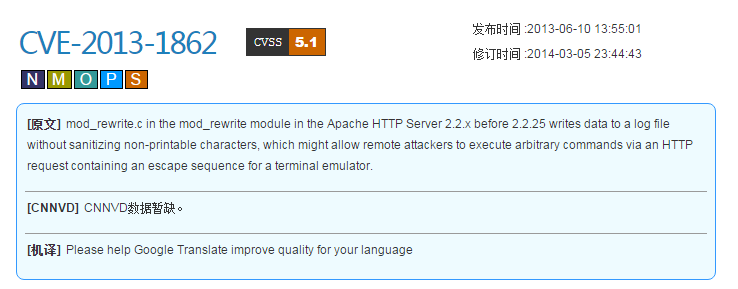 CVE-2013-1862
CVSS 5.1
发布时间 :2013-06-10 13:55:01
修订时间 :2014-03-05 23:44:43
N M O P S
[原文] mod_rewrite.c in the mod_rewrite module in the Apache HTTP Server 2.2.x before 2.2.25 writes data to a log file
without sanitizing non-printable characters, which might allow remote attackers to execute arbitrary commands via an HTTP
request containing an escape sequence for a terminal emulator.
[CNNVD] CNNVD数据暂缺。
[机译] Please help Google Translate improve quality for your language